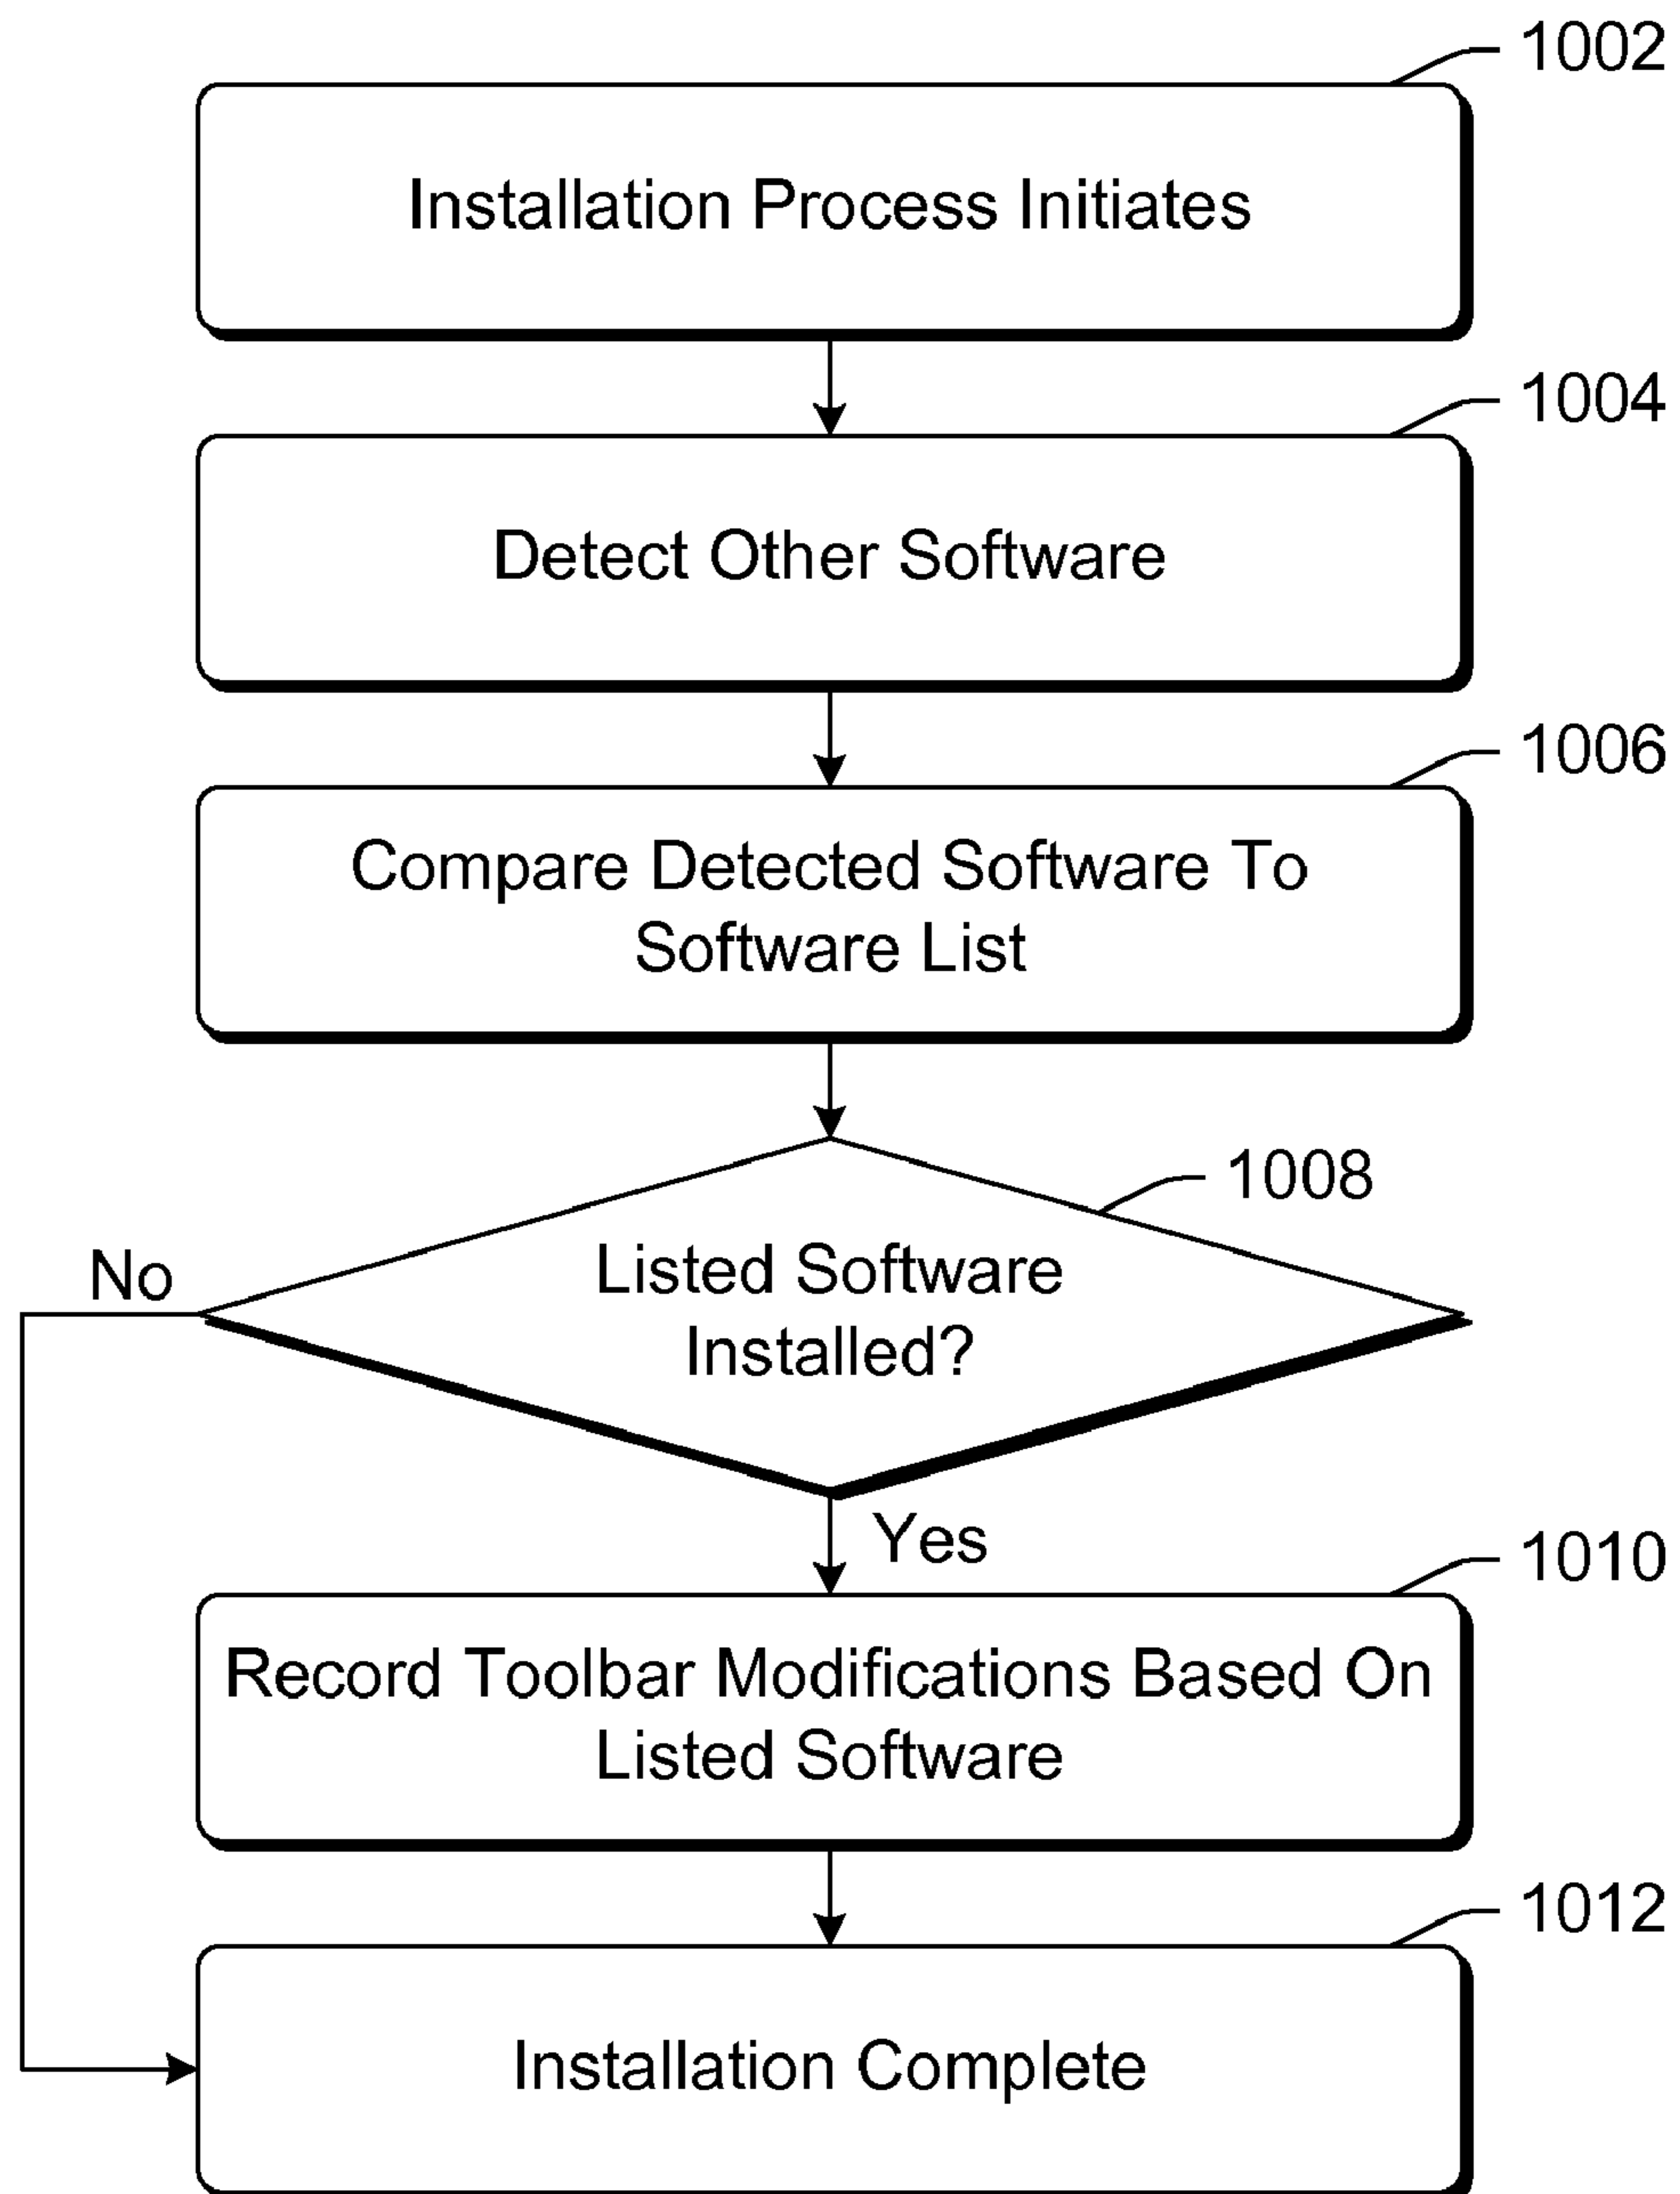 1002
Installation Process Initiates
1004
Detect Other Software
1006
Compare Detected Software To
Software List
1008
Listed Software
Installed?
No
Yes
1010
Record Toolbar Modifications Based On
Listed Software
1012
Installation Complete